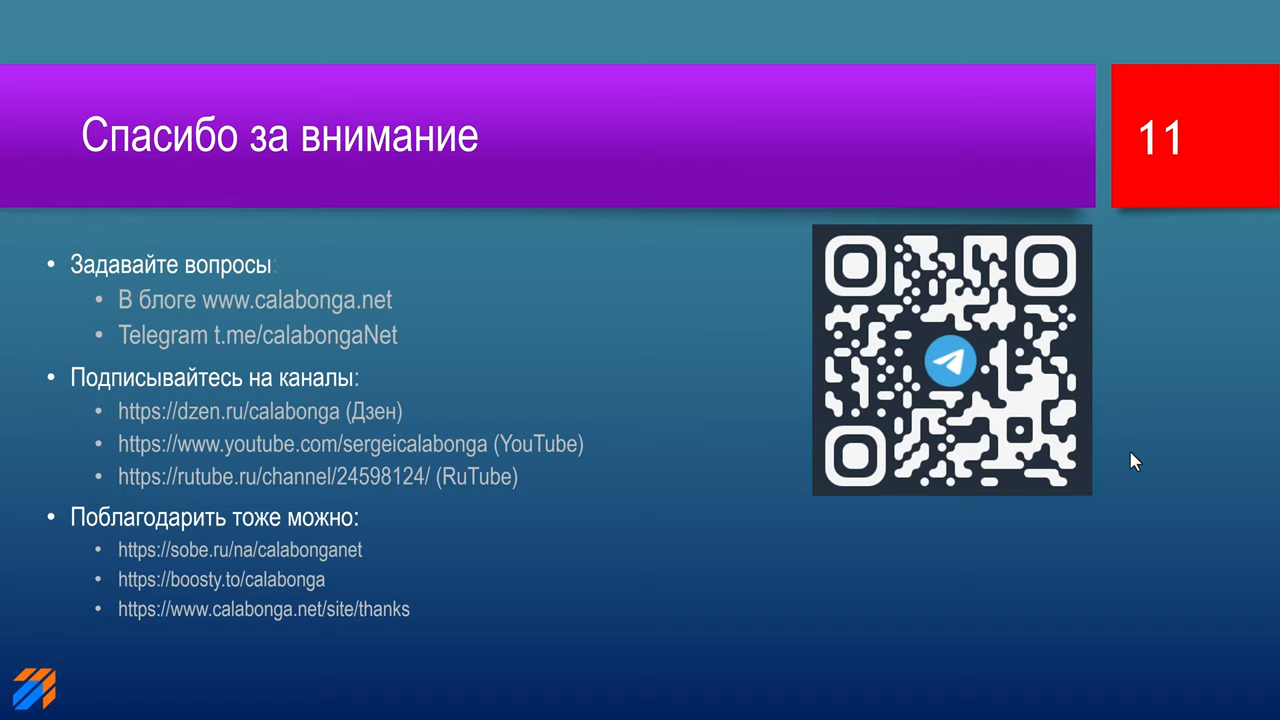 Спасибо за внимание
11
• Задавайте вопросы:
• В блоге www.calabonga.net
• Telegram t.me/calabongaNet
• Подписывайтесь на каналы:
• https://dzen.ru/calabonga (Дзен)
• https://www.youtube.com/sergeicalabonga (YouTube)
• https://rutube.ru/channel/24598124/ (RuTube)
• Поблагодарить тоже можно:
• https://sobe.ru/na/calabonganet
• https://boosty.to/calabonga
• https://www.calabonga.net/site/thanks